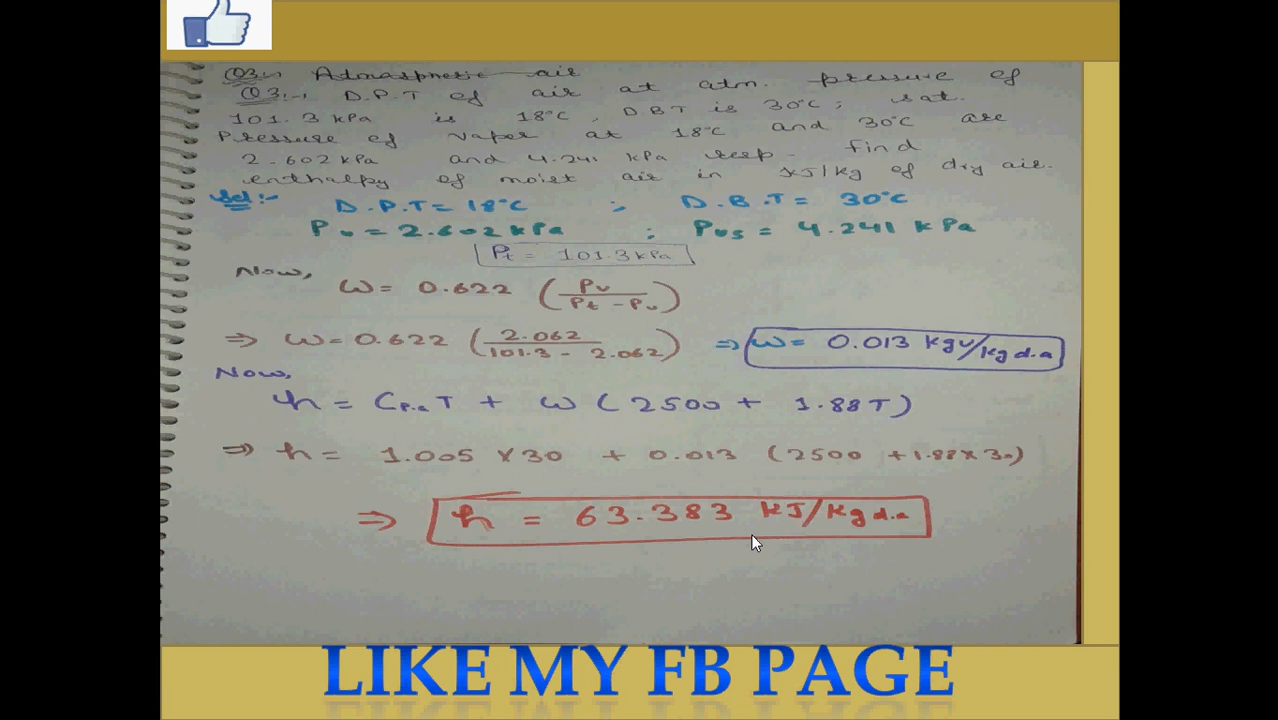 Q3:-, Admaspheric air
Q3:-, D.P.T of air at atm. pressure of
101.3 kPa is 18°C, DBT is 30°C; sat.
Pressure of Vaper at 18°C and 30°C are
2.602 kPa and 4.241 kPa resp. find
enthalpy of moist air in kJ/kg of dry air.
Sol:- D.P.T = 18°C ; D.B.T = 30°C
Pv = 2.602 kPa ; Pvs = 4.241 kPa
Pt = 101.3 kPa
Now,
ω = 0.622 (Pv / Pt - Pv)
⇒ ω = 0.622 (2.062 / 101.3 - 2.062) ⇒ ω = 0.013 kgv/kg d.a
Now,
h = Cp.a T + ω (2500 + 1.88T)
⇒ h = 1.005 × 30 + 0.013 (2500 + 1.88 × 30)
⇒ h = 63.383 kJ/kg d.a
LIKE MY FB PAGE